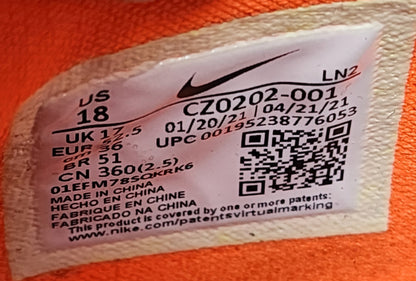 US
18
LN2
CZ0202-001
01/20/21 04/21/21
UPC 00195238776053
UK 17
EUR
cm 36
BR 51
CN 360(2.5)
MADE IN CHINA
HECHO EN CHINA
FABRIQUE EN CHINE
FABRICADO NA CHINA
This product is covered by one or more patents:
www.nike.com/patentsvirtualmarking